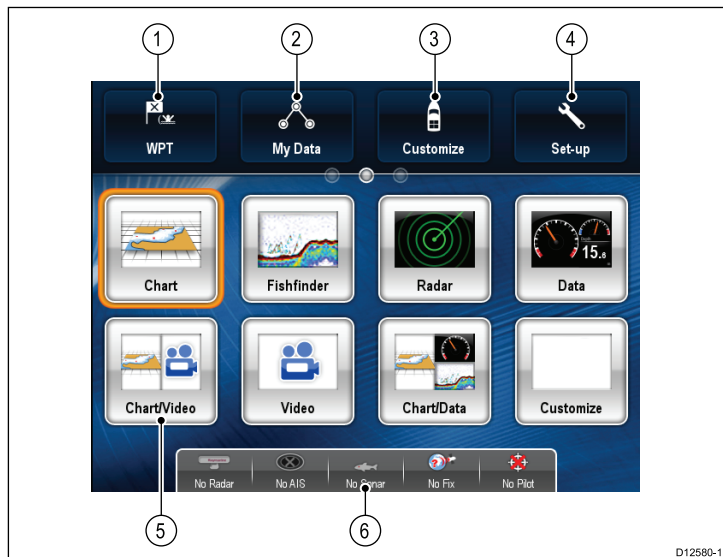 1 2 3 4
WPT My Data Customize Set-up
15.8
Chart Fishfinder Radar Data
Chart/Video Video Chart/Data Customize
No Radar No AIS No Sonar No Fix No Pilot
5 6
D12580-1